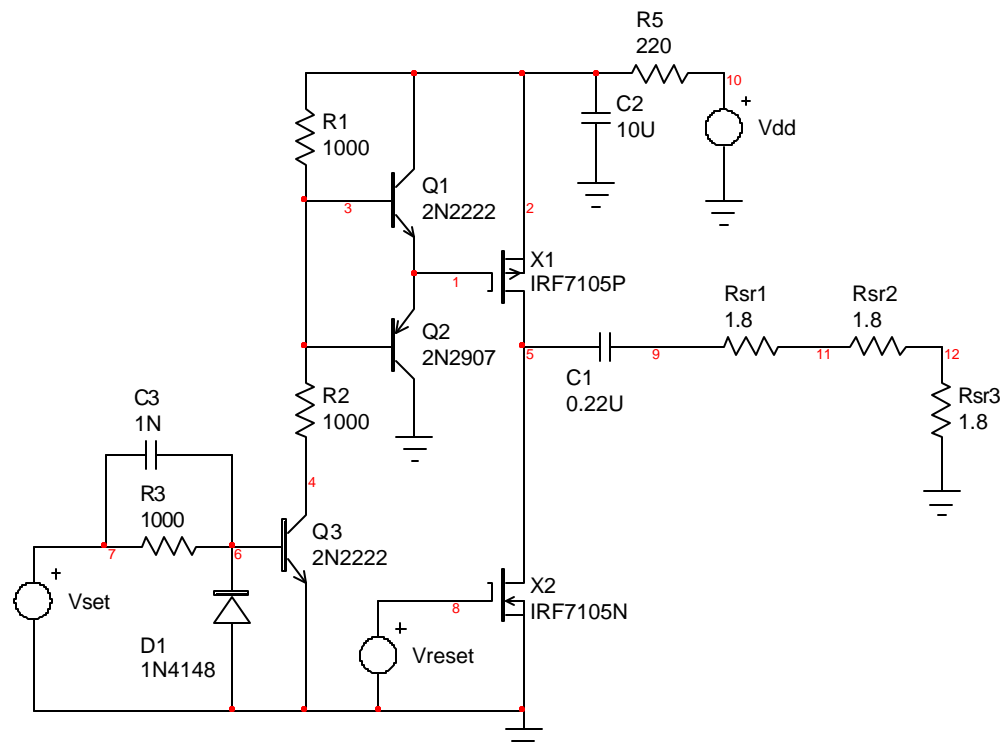 R5
220
10
+
Vdd
C2
10U
R1
1000
Q1
2N2222
3
2
X1
IRF7105P
1
Rsr1
1.8
Rsr2
1.8
Q2
2N2907
5
9
11
12
C1
0.22U
Rsr3
1.8
R2
1000
C3
1N
4
R3
1000
Q3
2N2222
7
6
+
Vset
X2
IRF7105N
8
+
Vreset
D1
1N4148